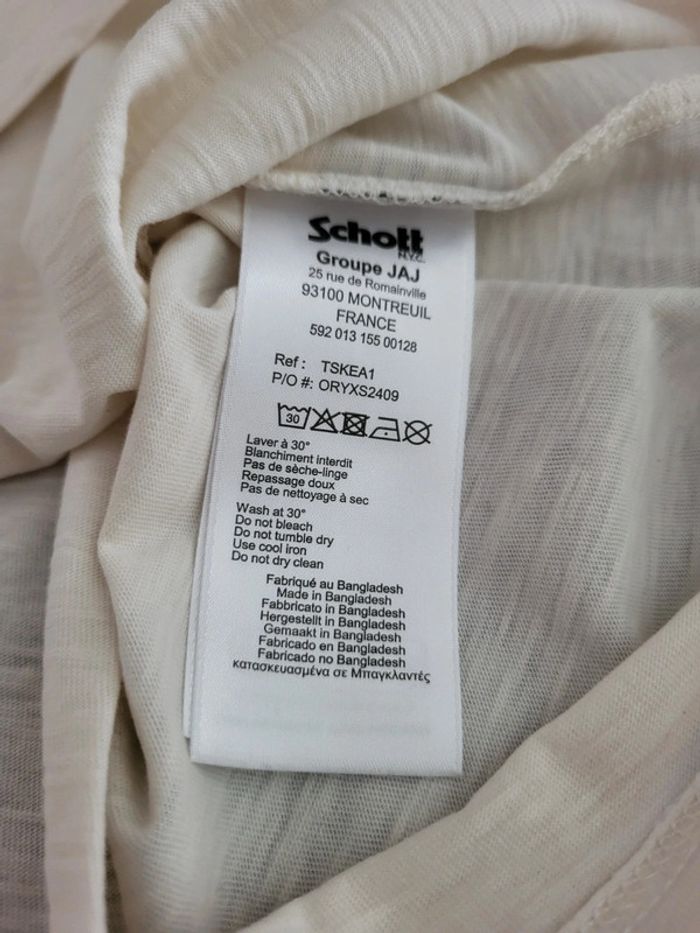 Schott
N.Y.C.
Groupe JAJ
25 rue de Romainville
93100 MONTREUIL
FRANCE
592 013 155 00128
Ref : TSKEA1
P/O #: ORYXS2409
30
Laver à 30°
Blanchiment interdit
Pas de sèche-linge
Repassage doux
Pas de nettoyage à sec
Wash at 30°
Do not bleach
Do not tumble dry
Use cool iron
Do not dry clean
Fabriqué au Bangladesh
Made in Bangladesh
Fabbricato in Bangladesh
Hergestellt in Bangladesh
Gemaakt in Bangladesh
Fabricado en Bangladesh
Fabricado no Bangladesh
κατασκευασμένα σε Μπαγκλαντές